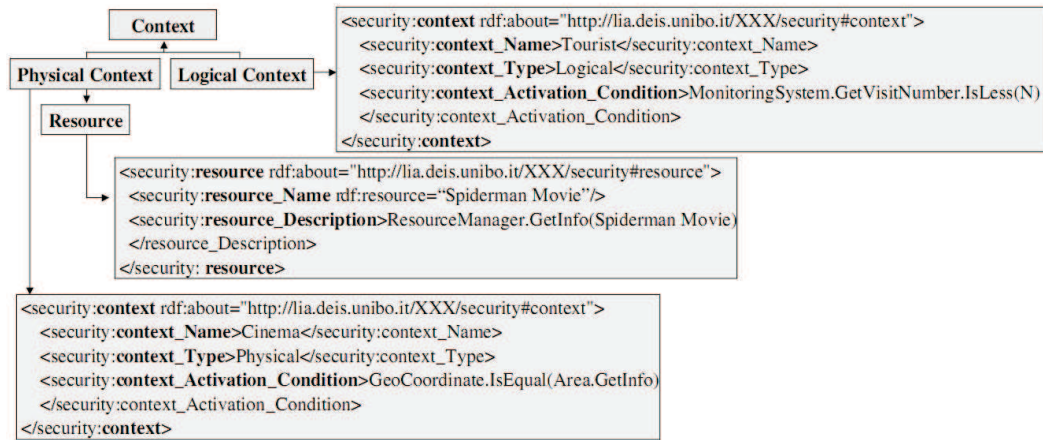 Context
Physical Context
Logical Context
Resource
<security:context rdf:about="http://lia.deis.unibo.it/XXX/security#context">
<security:context_Name>Tourist</security:context_Name>
<security:context_Type>Logical</security:context_Type>
<security:context_Activation_Condition>MonitoringSystem.GetVisitNumber.IsLess(N)
</security:context_Activation_Condition>
</security:context>
<security:resource rdf:about="http://lia.deis.unibo.it/XXX/security#resource">
<security:resource_Name rdf:resource=“Spiderman Movie”/>
<security:resource_Description>ResourceManager.GetInfo(Spiderman Movie)
</resource_Description>
</security: resource>
<security:context rdf:about="http://lia.deis.unibo.it/XXX/security#context">
<security:context_Name>Cinema</security:context_Name>
<security:context_Type>Physical</security:context_Type>
<security:context_Activation_Condition>GeoCoordinate.IsEqual(Area.GetInfo)
</security:context_Activation_Condition>
</security:context>